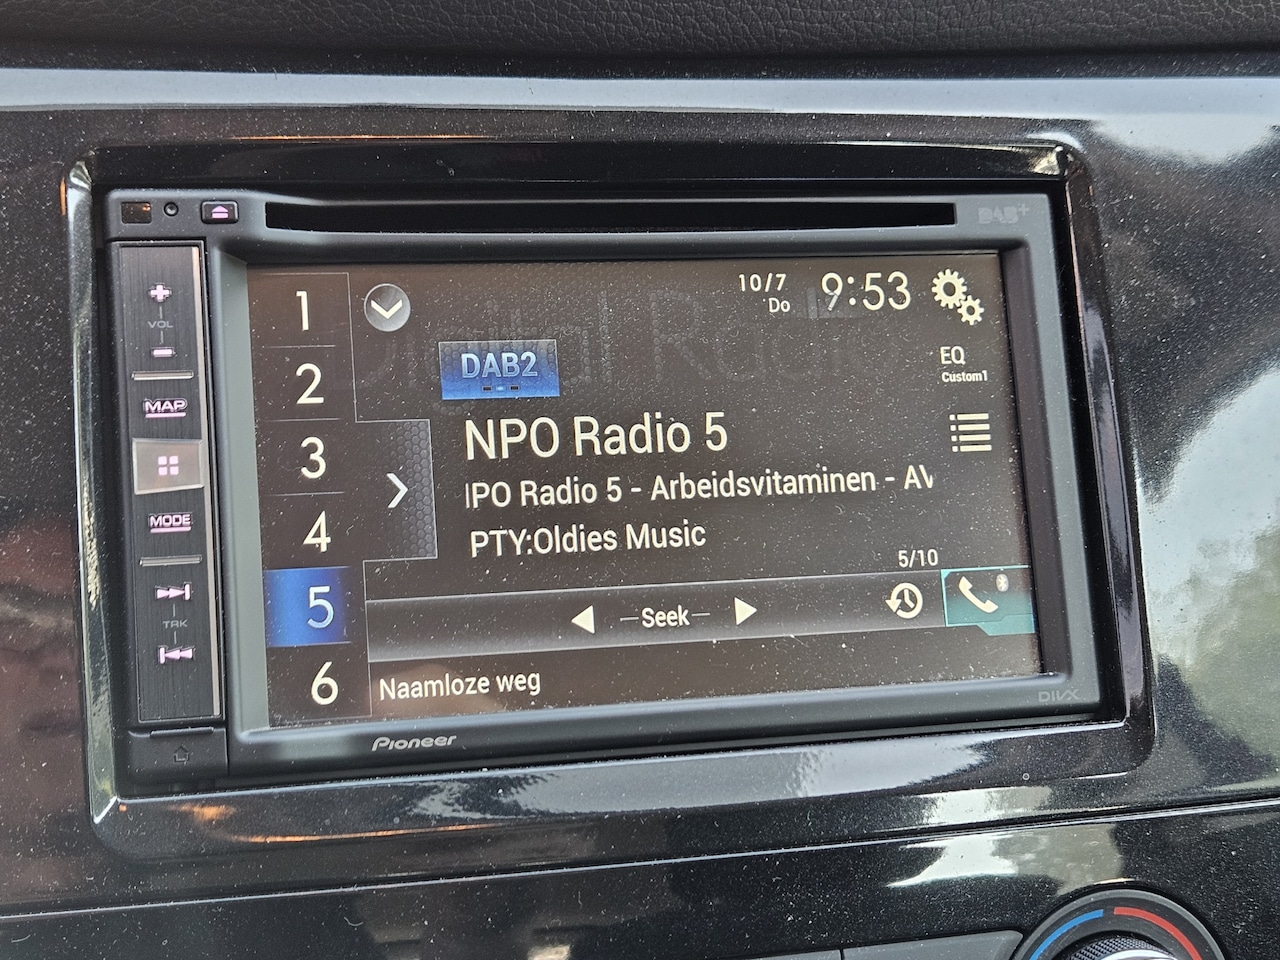 DAB+
VOL
MAP
MODE
TRK
1
2
3
4
5
6
10/7
Do
9:53
DAB2
EQ
Custom1
NPO Radio 5
IPO Radio 5 - Arbeidsvitaminen - AV
PTY:Oldies Music
5/10
Seek
Naamloze weg
Pioneer
DIVX